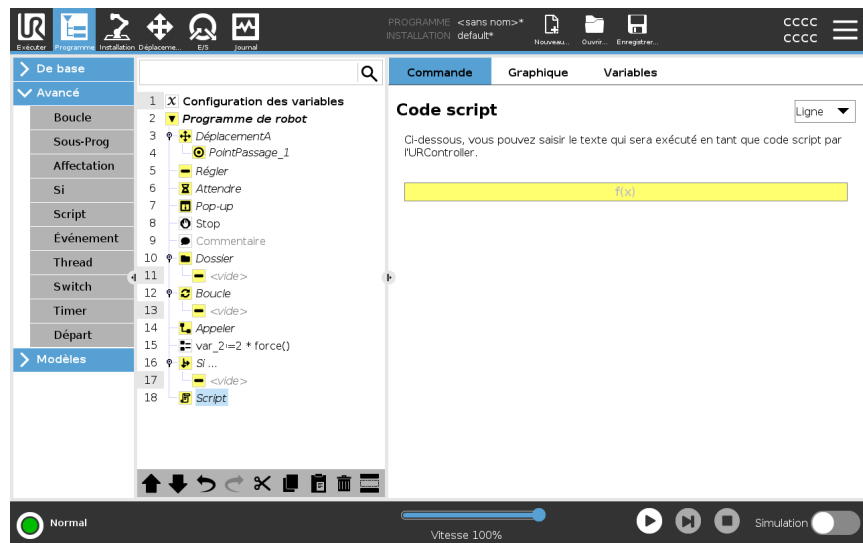 PROGRAMME <sans nom>*
INSTALLATION default*
UR
Exécuter
Programme
Installation
Déplaceme...
E/S
Journal
Nouveau...
Ouvrir...
Enregistrer...
CCCC
CCCC
De base
Avancé
Boucle
Sous-Prog
Affectation
Si
Script
Événement
Thread
Switch
Timer
Départ
Modèles
1 X Configuration des variables
2 Programme de robot
3 DéplacementA
4 PointPassage_1
5 Régler
6 Attendre
7 Pop-up
8 Stop
9 Commentaire
10 Dossier
11 <vide>
12 Boucle
13 <vide>
14 Appeler
15 var_2≔2 * force()
16 Si ...
17 <vide>
18 Script
Commande Graphique Variables
Code script
Ligne
Ci-dessous, vous pouvez saisir le texte qui sera exécuté en tant que code script par
l'URController.
f(x)
Normal
Vitesse 100%
Simulation